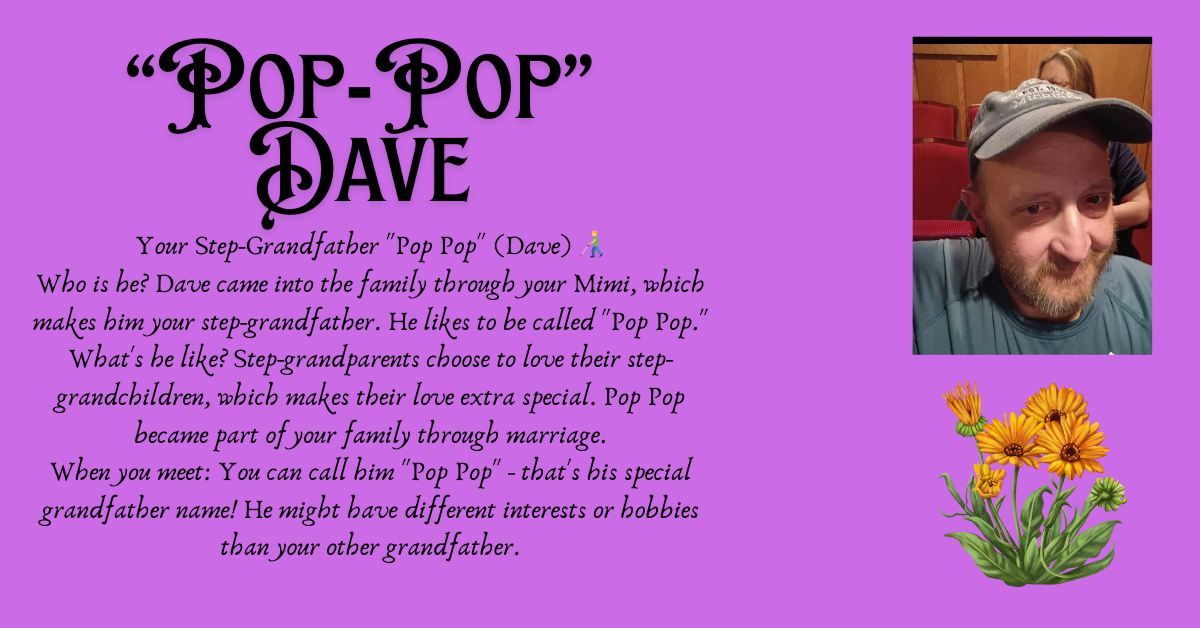 “Pop-Pop”
Dave
Your Step-Grandfather "Pop Pop" (Dave)
Who is he? Dave came into the family through your Mimi, which
makes him your step-grandfather. He likes to be called "Pop Pop."
What's he like? Step-grandparents choose to love their step-
grandchildren, which makes their love extra special. Pop Pop
became part of your family through marriage.
When you meet: You can call him "Pop Pop" - that's his special
grandfather name! He might have different interests or hobbies
than your other grandfather.
EST.